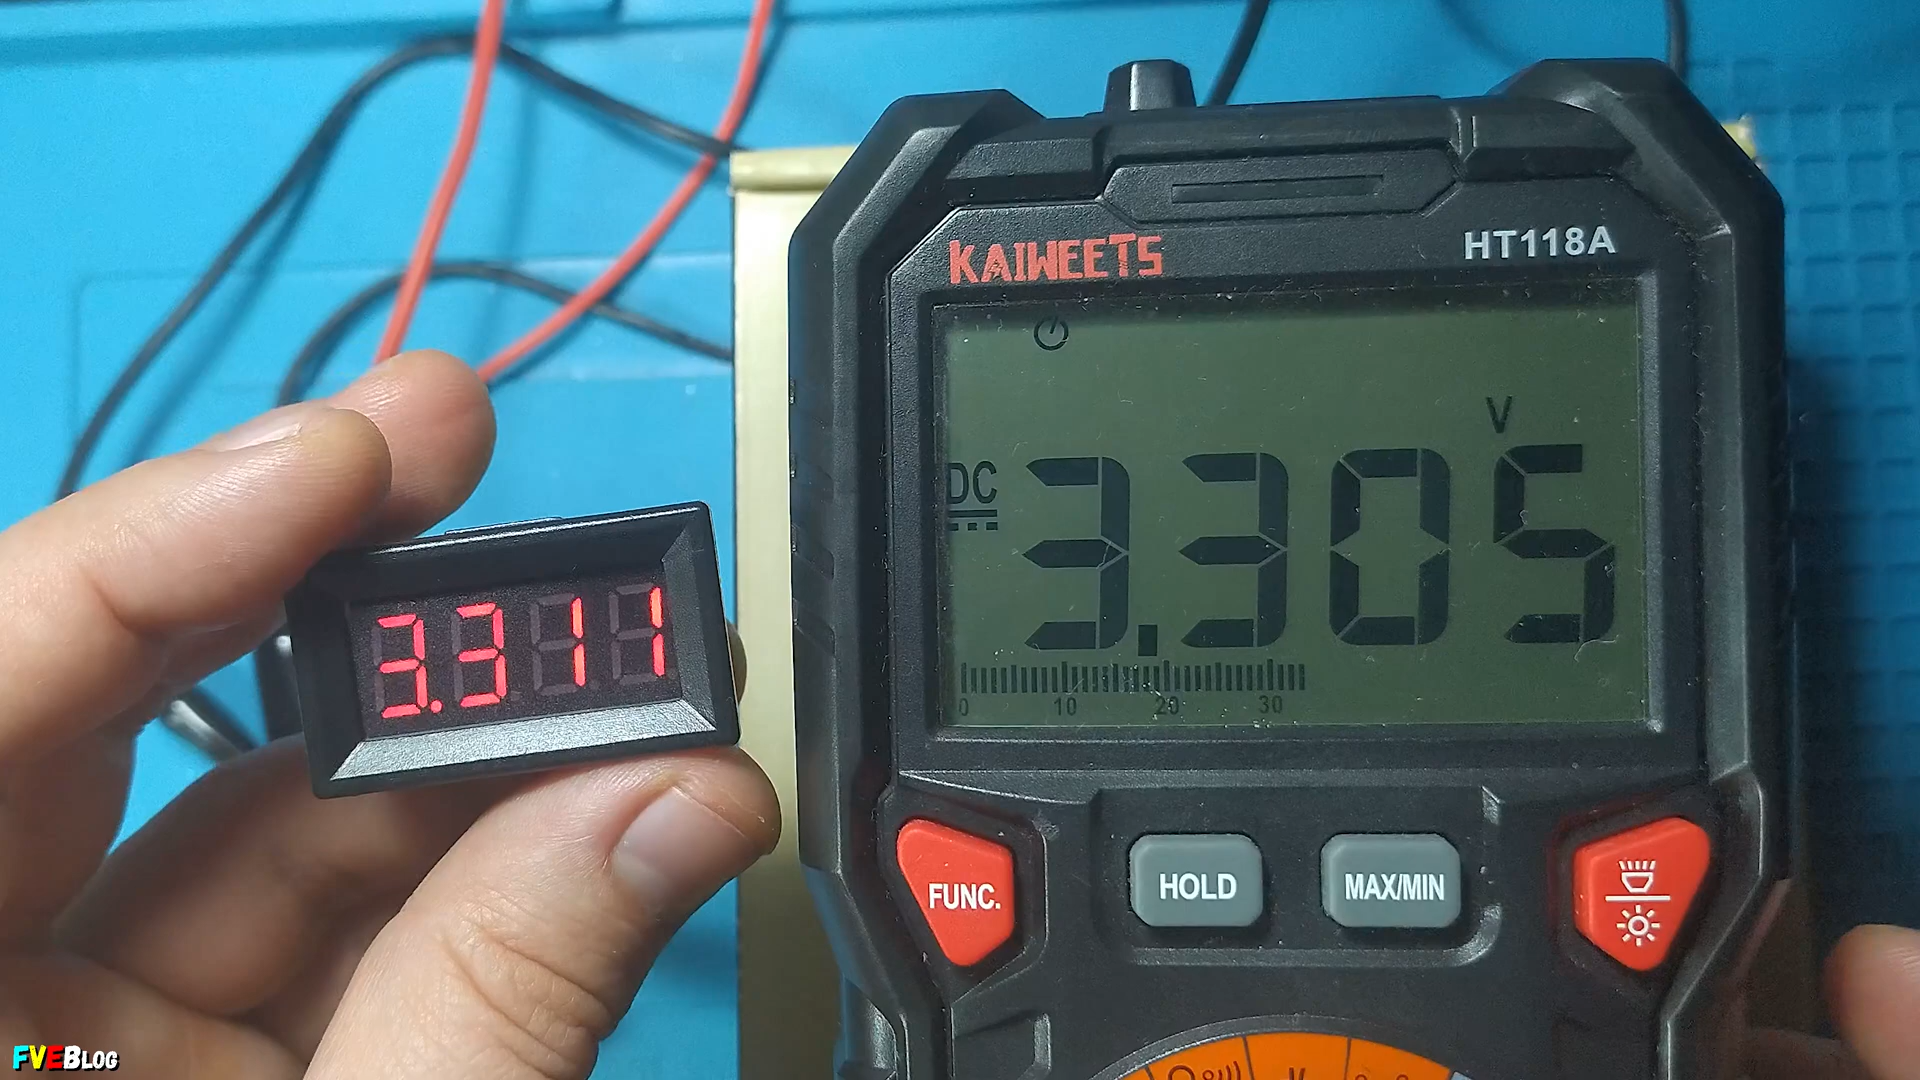 KAIWEETS
HT118A
V
DC
3.305
0 10 20 30
3.311
FUNC.
HOLD
MAX/MIN
V
FVEBLOG